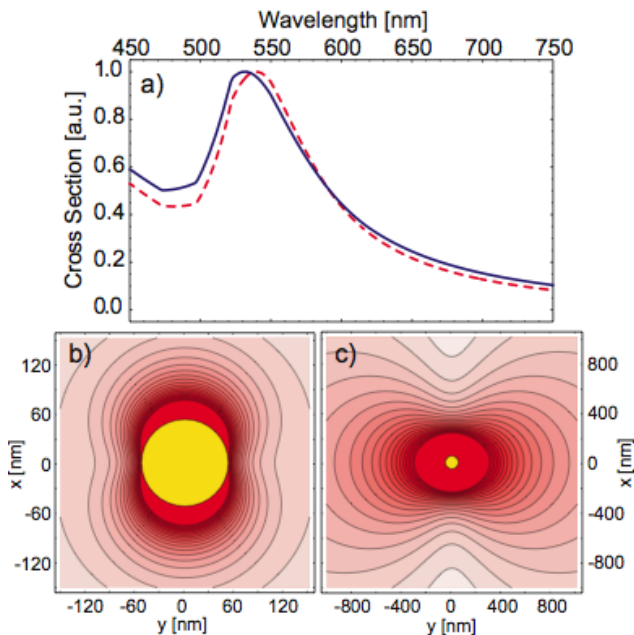 Wavelength [nm]
450 500 550 600 650 700 750
a)
Cross Section [a.u.]
1.0
0.8
0.6
0.4
0.2
0.0
b)
x [nm]
120
60
0
-60
-120
-120 -60 0 60 120
y [nm]
c)
800
400
0
-400
-800
x [nm]
-800 -400 0 400 800
y [nm]